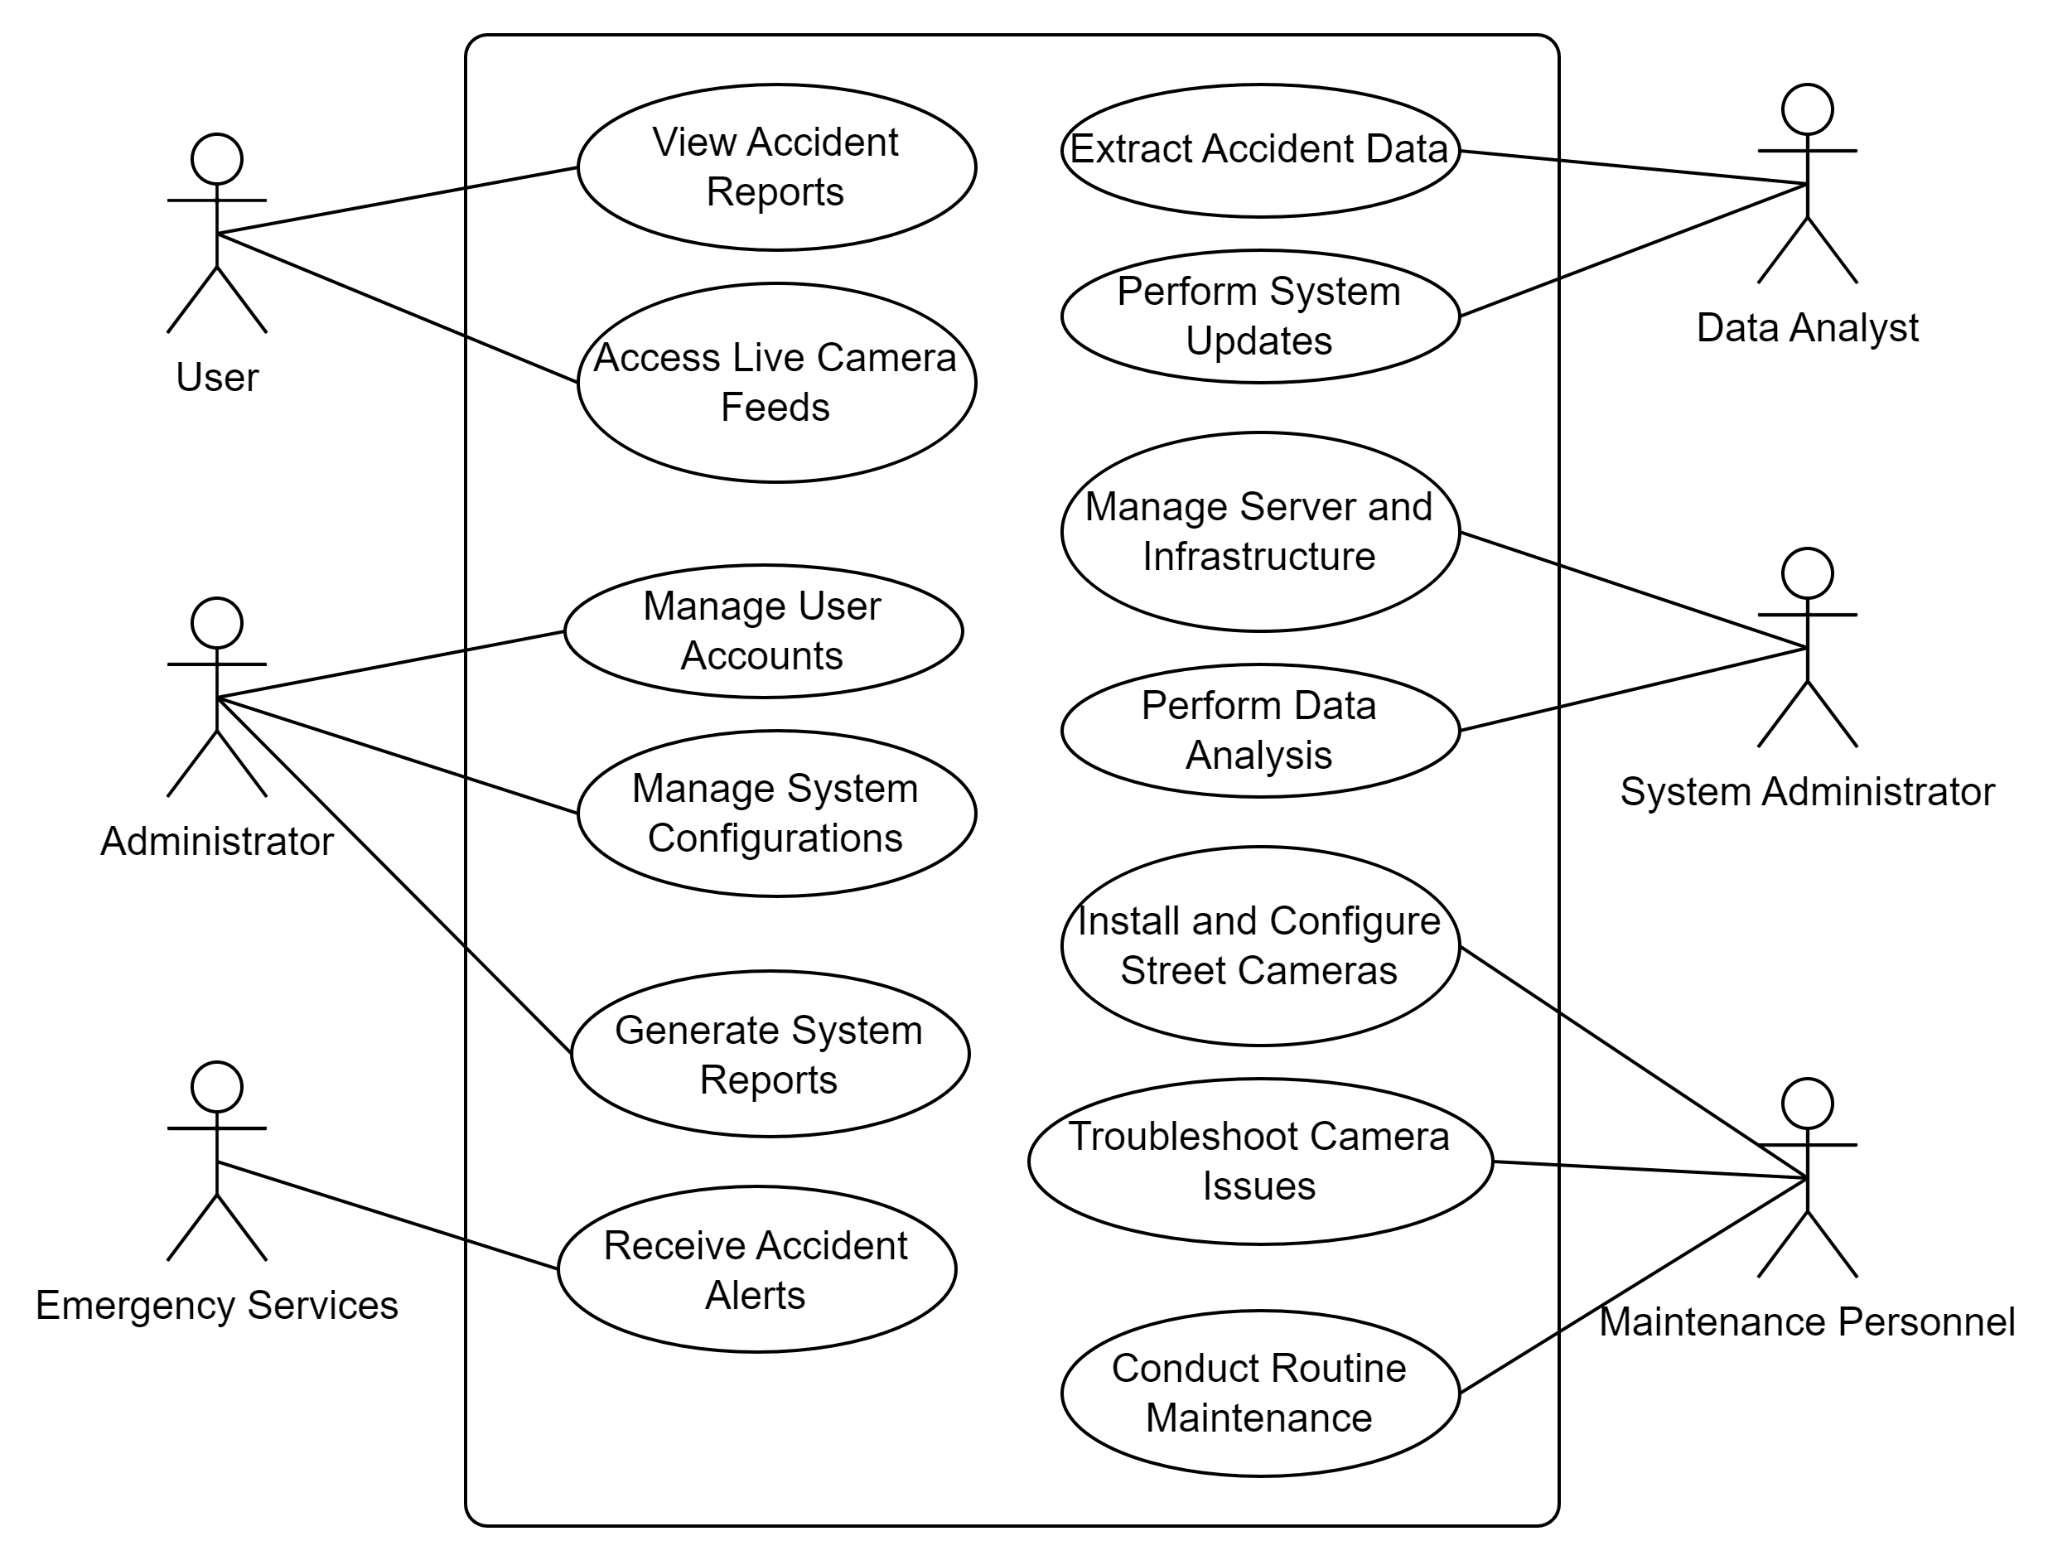 View Accident
Reports
Extract Accident Data
Perform System
Updates
Data Analyst
User
Access Live Camera
Feeds
Manage Server and
Infrastructure
Manage User
Accounts
Perform Data
Analysis
System Administrator
Administrator
Manage System
Configurations
Install and Configure
Street Cameras
Generate System
Reports
Troubleshoot Camera
Issues
Emergency Services
Receive Accident
Alerts
Maintenance Personnel
Conduct Routine
Maintenance